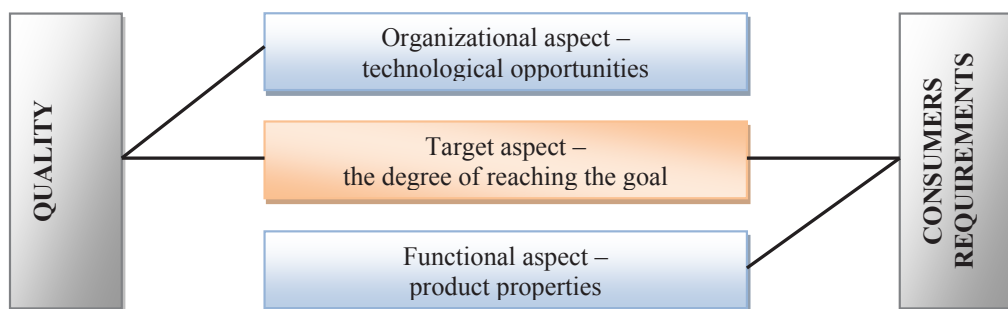 QUALITY
Organizational aspect –
technological opportunities
Target aspect –
the degree of reaching the goal
Functional aspect –
product properties
CONSUMERS
REQUIREMENTS